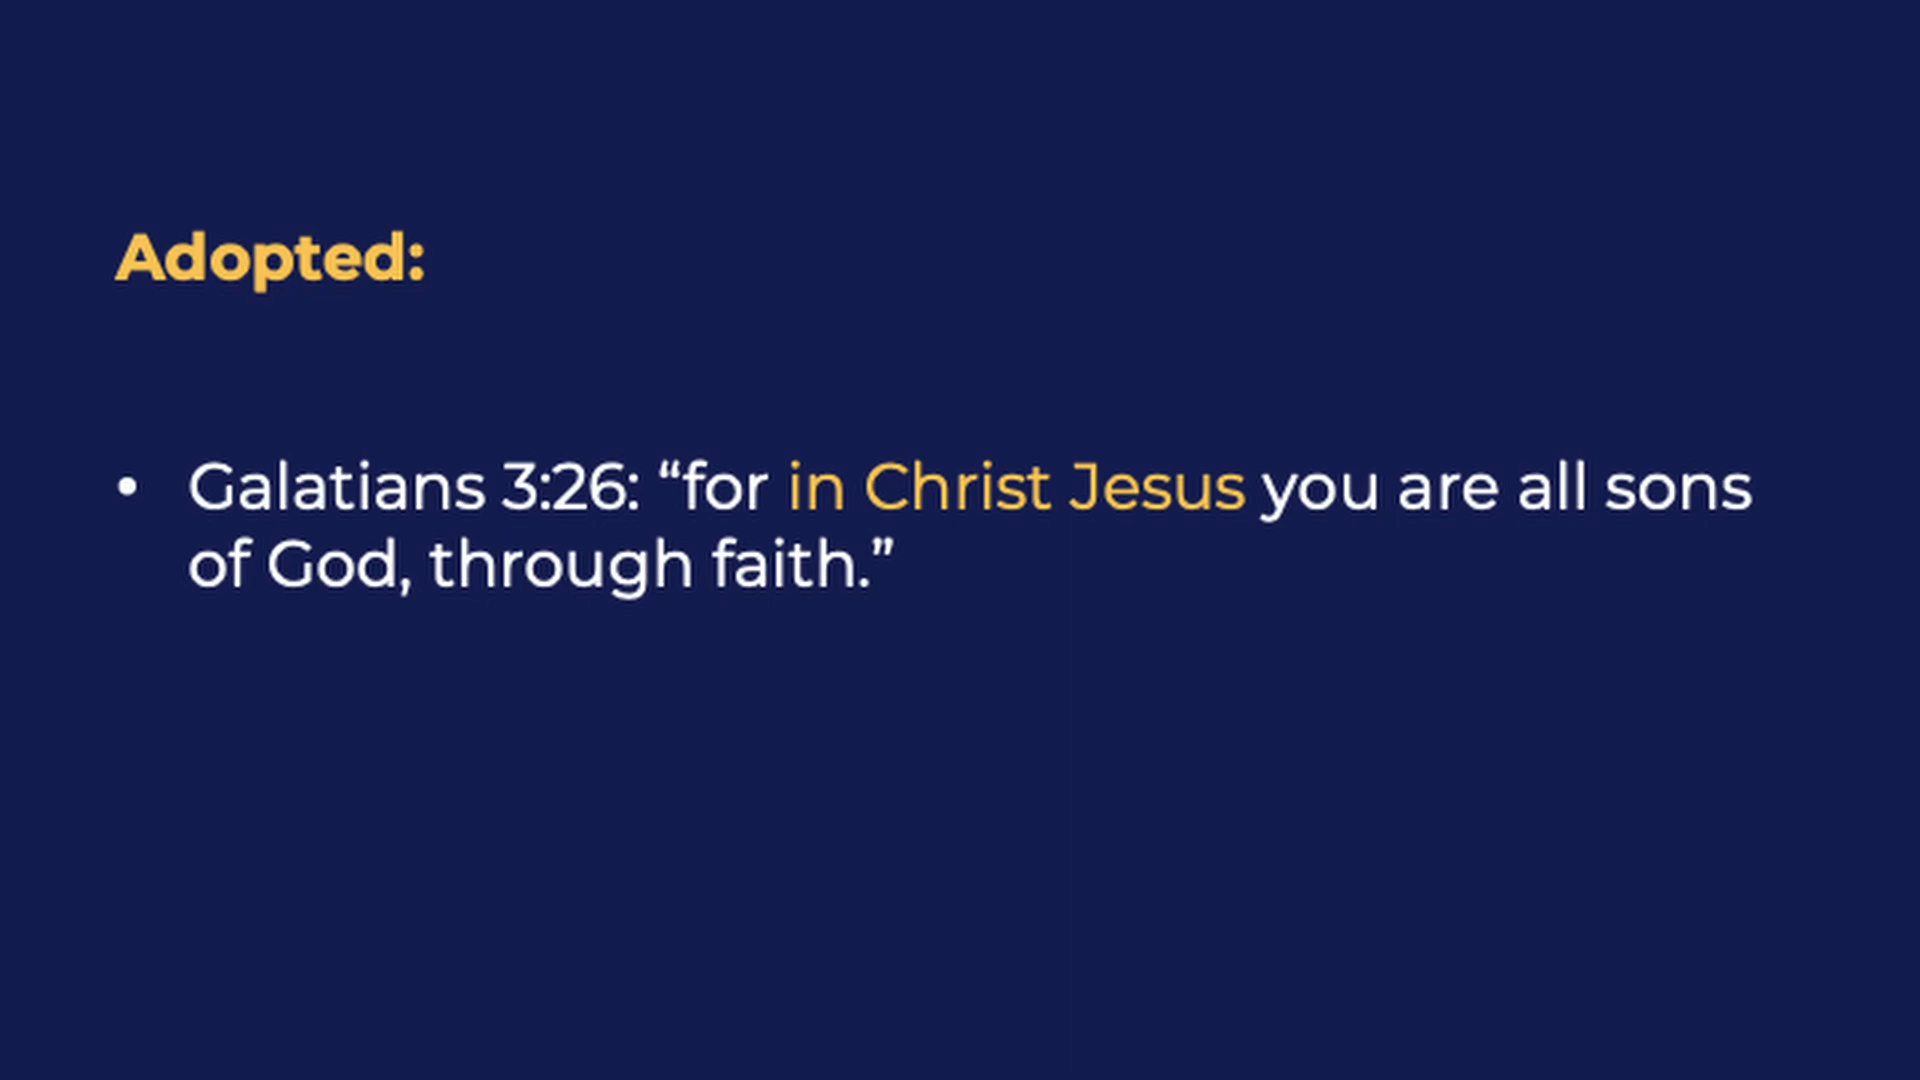 Adopted:
• Galatians 3:26: “for in Christ Jesus you are all sons
of God, through faith.”